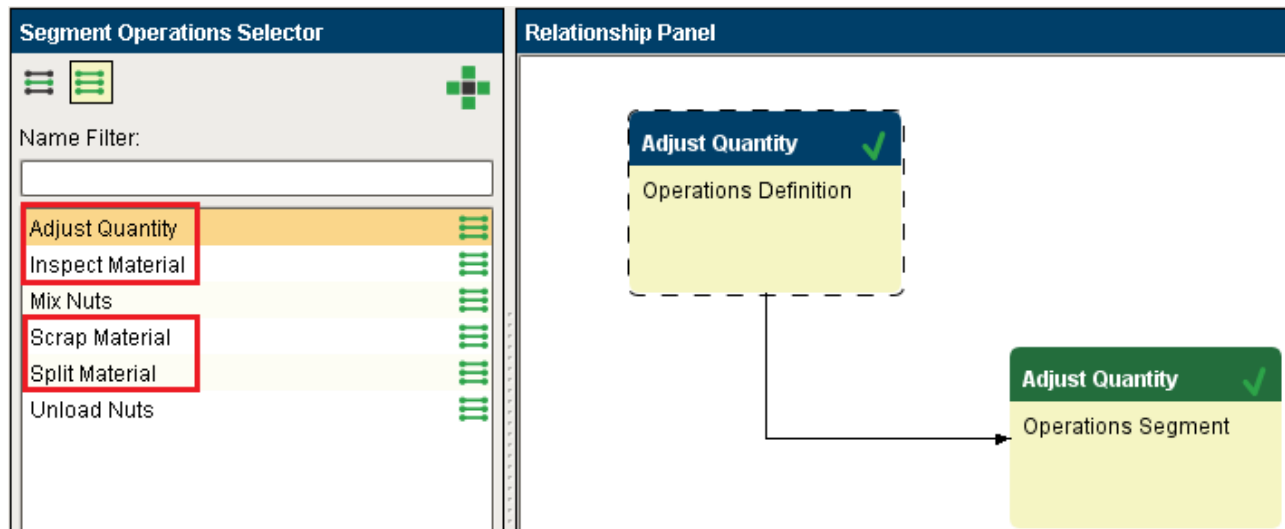 Segment Operations Selector
Name Filter:
Adjust Quantity
Inspect Material
Mix Nuts
Scrap Material
Split Material
Unload Nuts
Relationship Panel
Adjust Quantity
Operations Definition
Adjust Quantity
Operations Segment